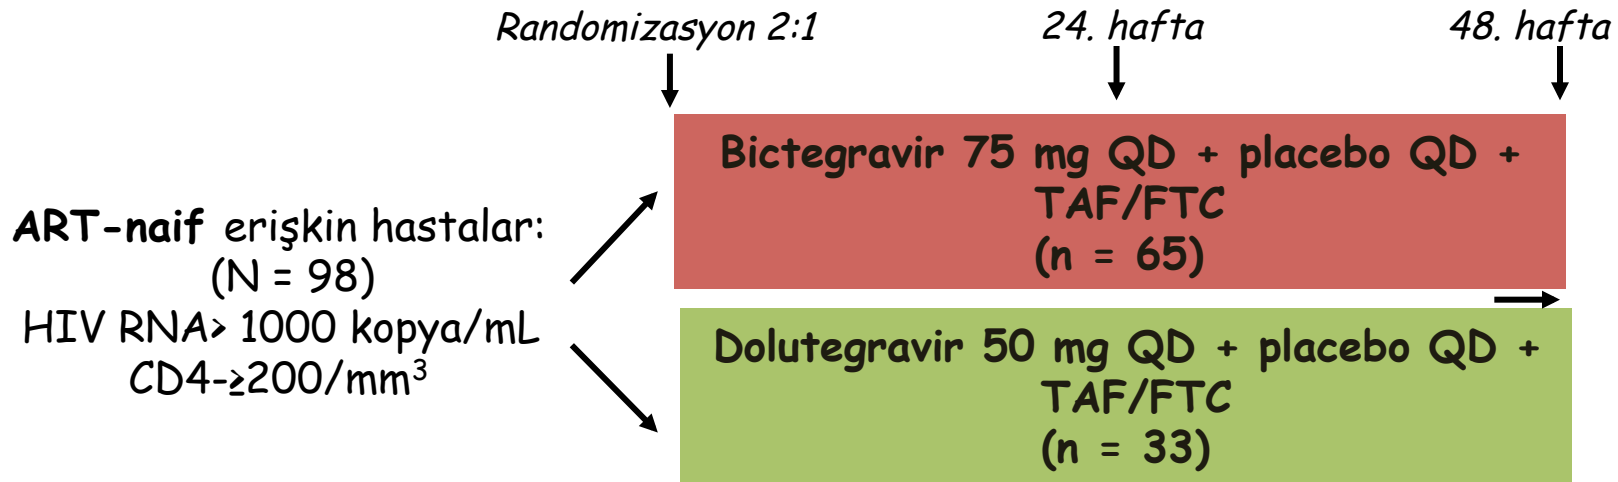 Randomizasyon 2:1
24. hafta
48. hafta
ART-naif erişkin hastalar:
(N = 98)
HIV RNA> 1000 kopya/mL
CD4-≥200/mm³
Bictegravir 75 mg QD + placebo QD +
TAF/FTC
(n = 65)
Dolutegravir 50 mg QD + placebo QD +
TAF/FTC
(n = 33)